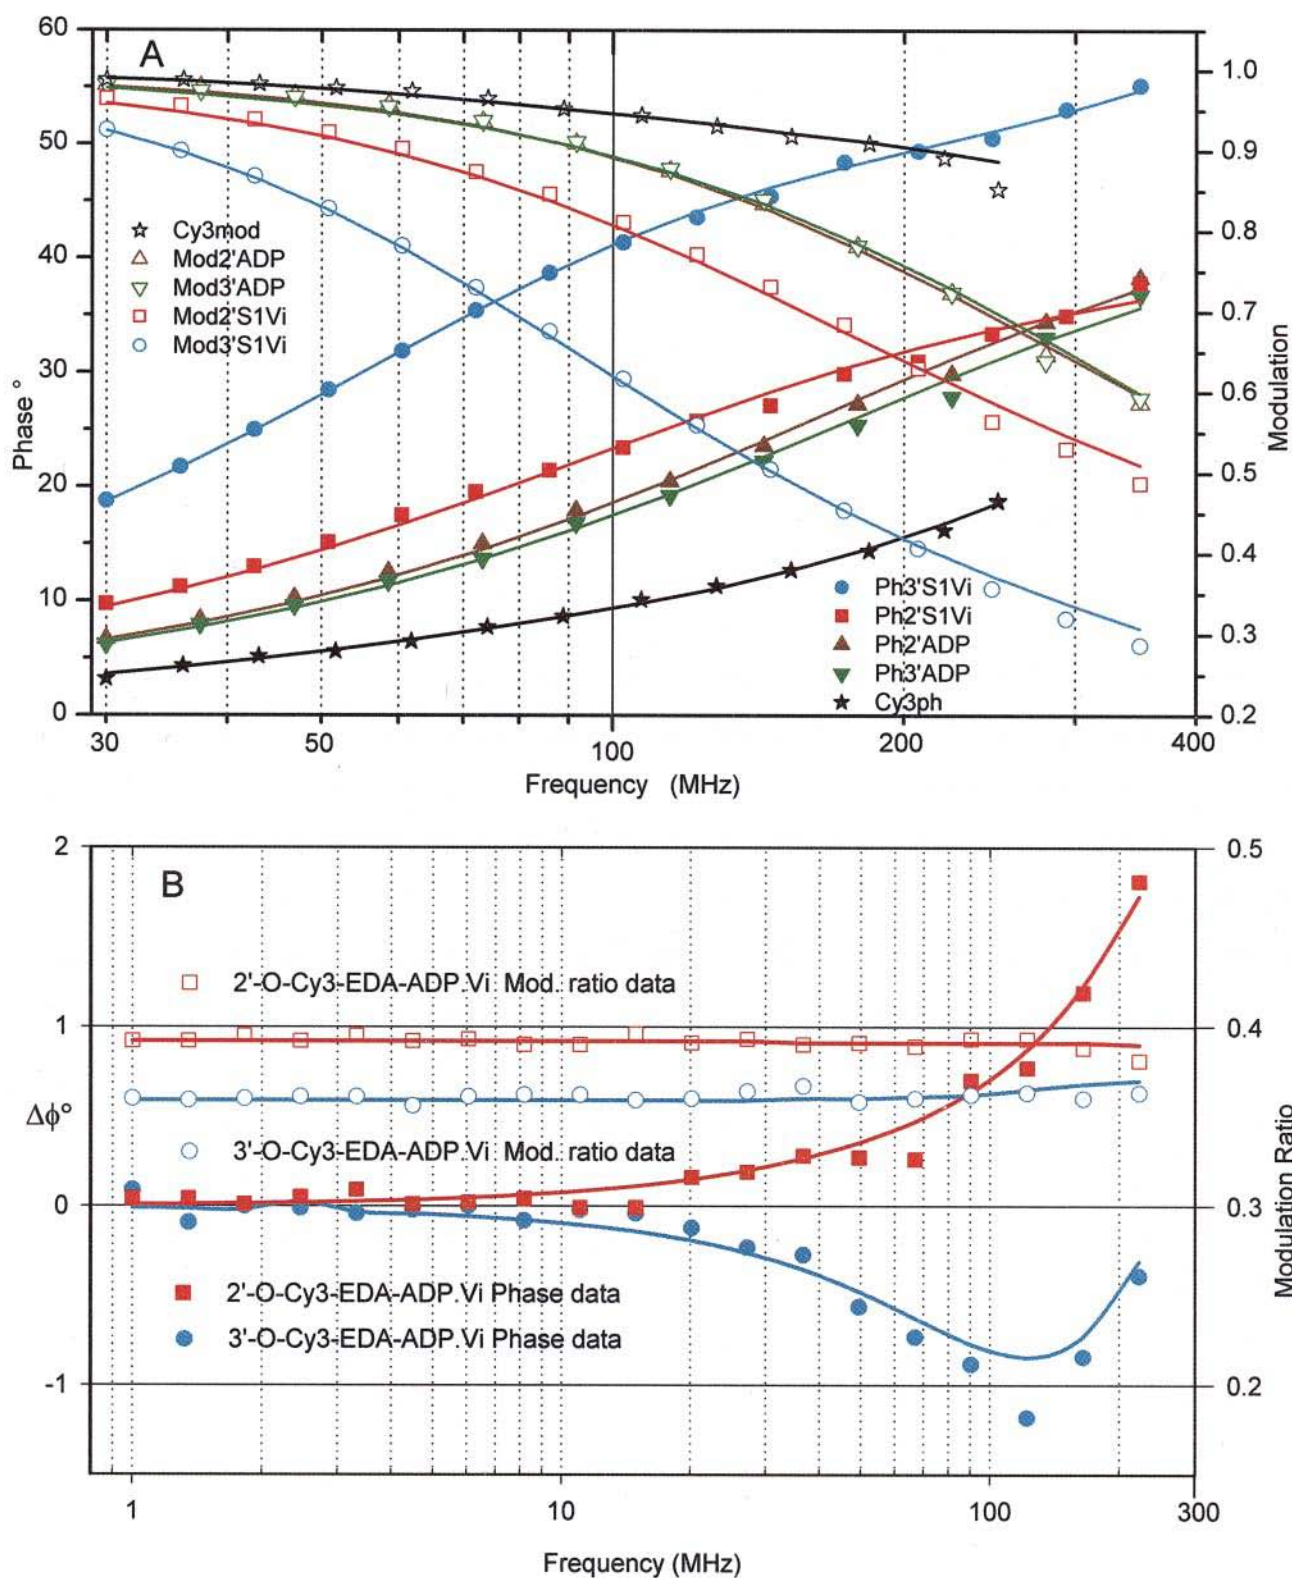 A
60
50
40
30
20
10
0
Phase °
1.0
0.9
0.8
0.7
0.6
0.5
0.4
0.3
0.2
Modulation
Cy3mod
Mod2'ADP
Mod3'ADP
Mod2'S1Vi
Mod3'S1Vi
Ph3'S1Vi
Ph2'S1Vi
Ph2'ADP
Ph3'ADP
Cy3ph
30 50 100 200 400
Frequency (MHz)
B
2
1
0
-1
Δϕ°
0.5
0.4
0.3
0.2
Modulation Ratio
2'-O-Cy3-EDA-ADP.Vi Mod. ratio data
3'-O-Cy3-EDA-ADP.Vi Mod. ratio data
2'-O-Cy3-EDA-ADP.Vi Phase data
3'-O-Cy3-EDA-ADP.Vi Phase data
1 10 100 300
Frequency (MHz)